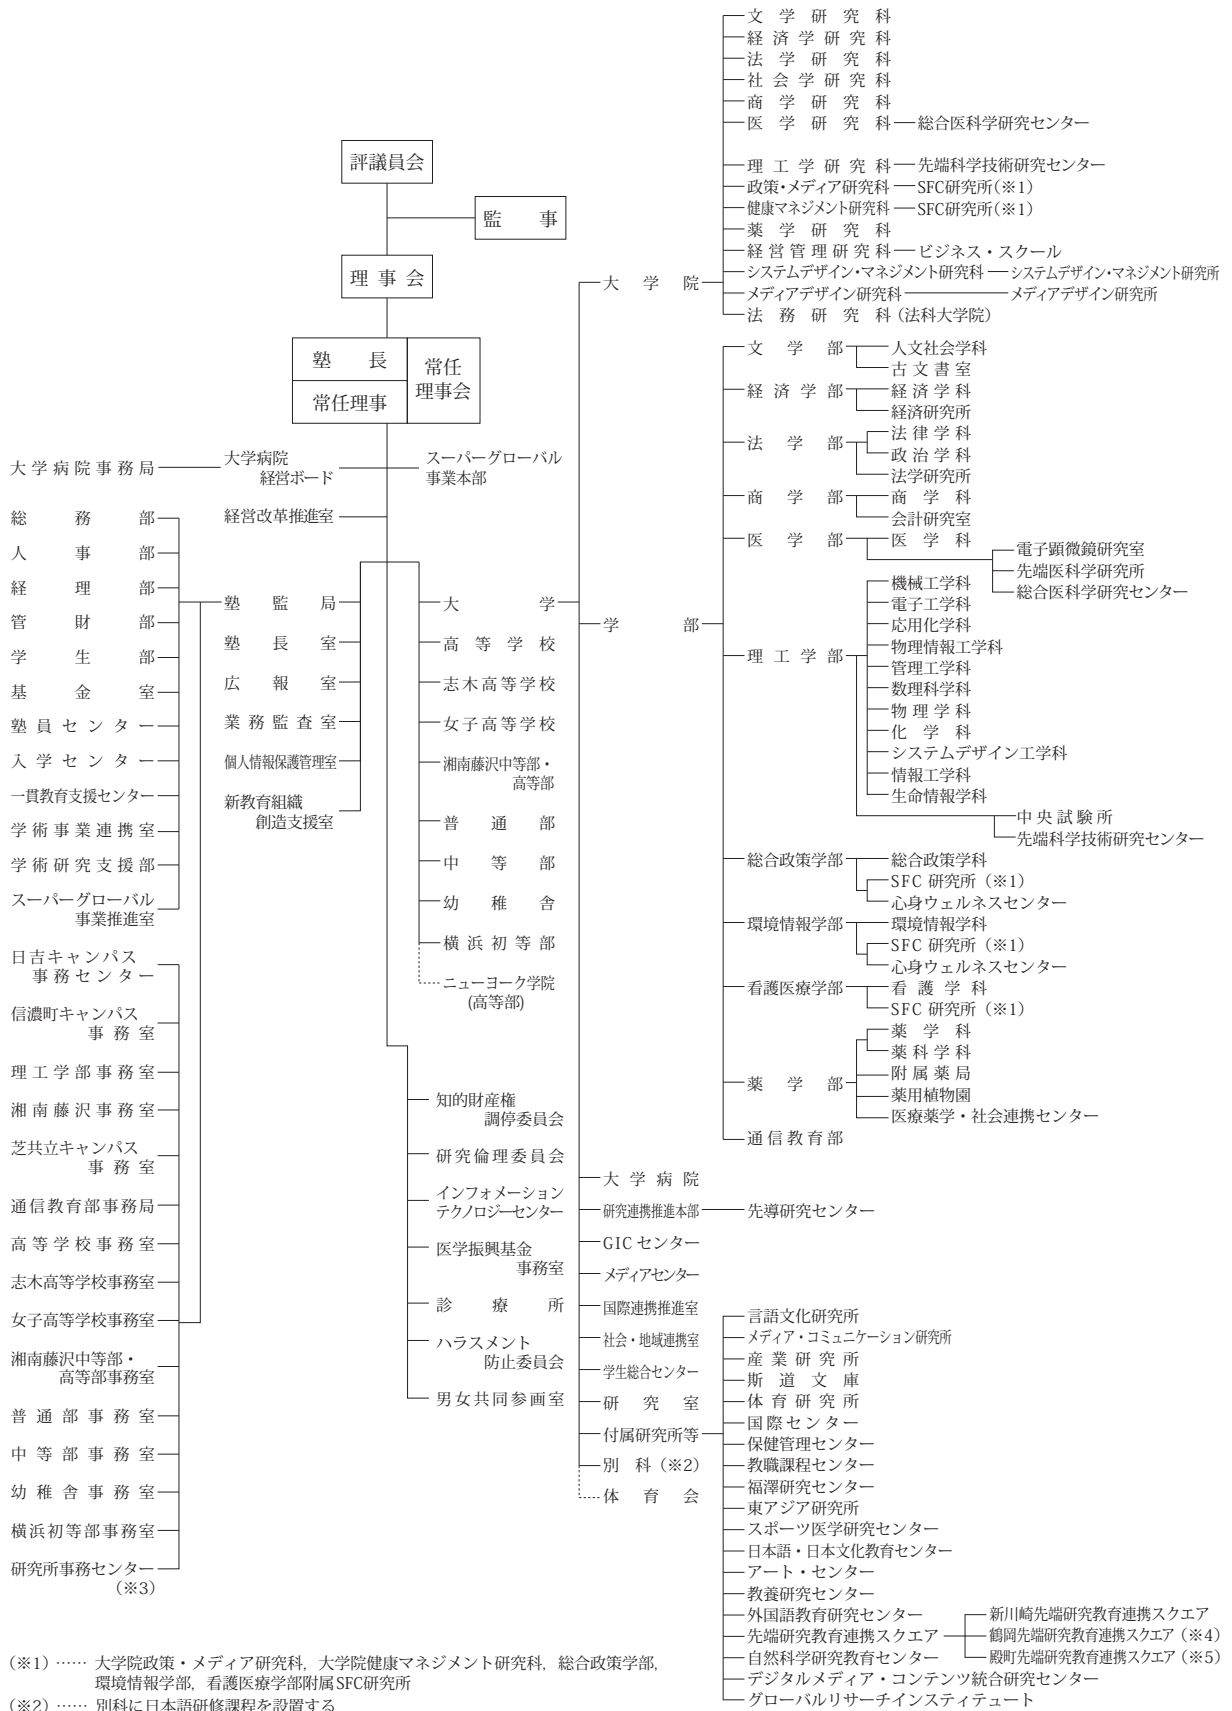 評議員会
監事
理事会
塾長
常任理事
常任
理事会
大学病院事務局
大学病院
経営ボード
スーパーグローバル
事業本部
経営改革推進室
総務部
人事部
経理部
管財部
学生部
基金室
塾員センター
入学センター
一貫教育支援センター
学術事業連携室
学術研究支援部
スーパーグローバル
事業推進室
日吉キャンパス
事務センター
信濃町キャンパス
事務室
理工学部事務室
湘南藤沢事務室
芝共立キャンパス
事務室
通信教育部事務局
高等学校事務室
志木高等学校事務室
女子高等学校事務室
湘南藤沢中等部・
高等部事務室
普通部事務室
中等部事務室
幼稚舎事務室
横浜初等部事務室
研究所事務センター
(※3)
塾監局
塾長室
広報室
業務監査室
個人情報保護管理室
新教育組織
創造支援室
大学
高等学校
志木高等学校
女子高等学校
湘南藤沢中等部・
高等部
普通部
中等部
幼稚舎
横浜初等部
ニューヨーク学院
(高等部)
知的財産権
調停委員会
研究倫理委員会
インフォメーション
テクノロジーセンター
医学振興基金
事務室
診療所
ハラスメント
防止委員会
男女共同参画室
大学院
文学研究科
経済学研究科
法学研究科
社会学研究科
商学研究科
医学研究科 総合医科学研究センター
理工学研究科 先端科学技術研究センター
政策・メディア研究科 SFC研究所(※1)
健康マネジメント研究科 SFC研究所(※1)
薬学研究科
経営管理研究科 ビジネス・スクール
システムデザイン・マネジメント研究科 システムデザイン・マネジメント研究所
メディアデザイン研究科 メディアデザイン研究所
法務研究科(法科大学院)
学部
文学部 人文社会学科
古文書室
経済学部 経済学科
経済研究所
法学部 法律学科
政治学科
法学研究所
商学部 商学科
会計研究室
医学部 医学科
電子顕微鏡研究室
先端医科学研究所
総合医科学研究センター
理工学部
機械工学科
電子工学科
応用化学科
物理情報工学科
管理工学科
数理科学科
物理学科
化学科
システムデザイン工学科
情報工学科
生命情報学科
中央試験所
先端科学技術研究センター
総合政策学部 総合政策学科
SFC 研究所(※1)
心身ウェルネスセンター
環境情報学部 環境情報学科
SFC 研究所(※1)
心身ウェルネスセンター
看護医療学部 看護学科
SFC 研究所(※1)
薬学部
薬学科
薬科学科
附属薬局
薬用植物園
医療薬学・社会連携センター
通信教育部
大学病院
研究連携推進本部 先導研究センター
GIC センター
メディアセンター
国際連携推進室
社会・地域連携室
学生総合センター
研究室
付属研究所等
別科(※2)
体育会
言語文化研究所
メディア・コミュニケーション研究所
産業研究所
斯道文庫
体育研究所
国際センター
保健管理センター
教職課程センター
福澤研究センター
東アジア研究所
スポーツ医学研究センター
日本語・日本文化教育センター
アート・センター
教養研究センター
外国語教育研究センター
先端研究教育連携スクエア
新川崎先端研究教育連携スクエア
鶴岡先端研究教育連携スクエア(※4)
殿町先端研究教育連携スクエア(※5)
自然科学研究教育センター
デジタルメディア・コンテンツ統合研究センター
グローバルリサーチインスティテュート
(※1)…… 大学院政策・メディア研究科, 大学院健康マネジメント研究科, 総合政策学部,
環境情報学部, 看護医療学部附属SFC研究所
(※2)…… 別科に日本語研修課程を設置する